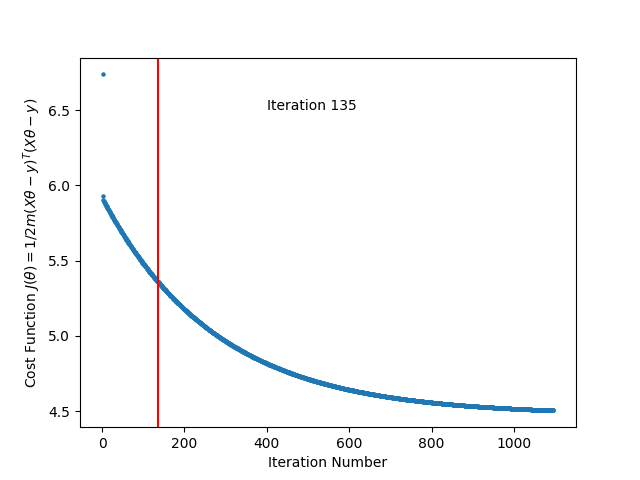 Iteration 135
6.5
6.0
5.5
5.0
4.5
Cost Function J(θ) = 1/2m(Xθ − y)ᵀ(Xθ − y)
0 200 400 600 800 1000
Iteration Number